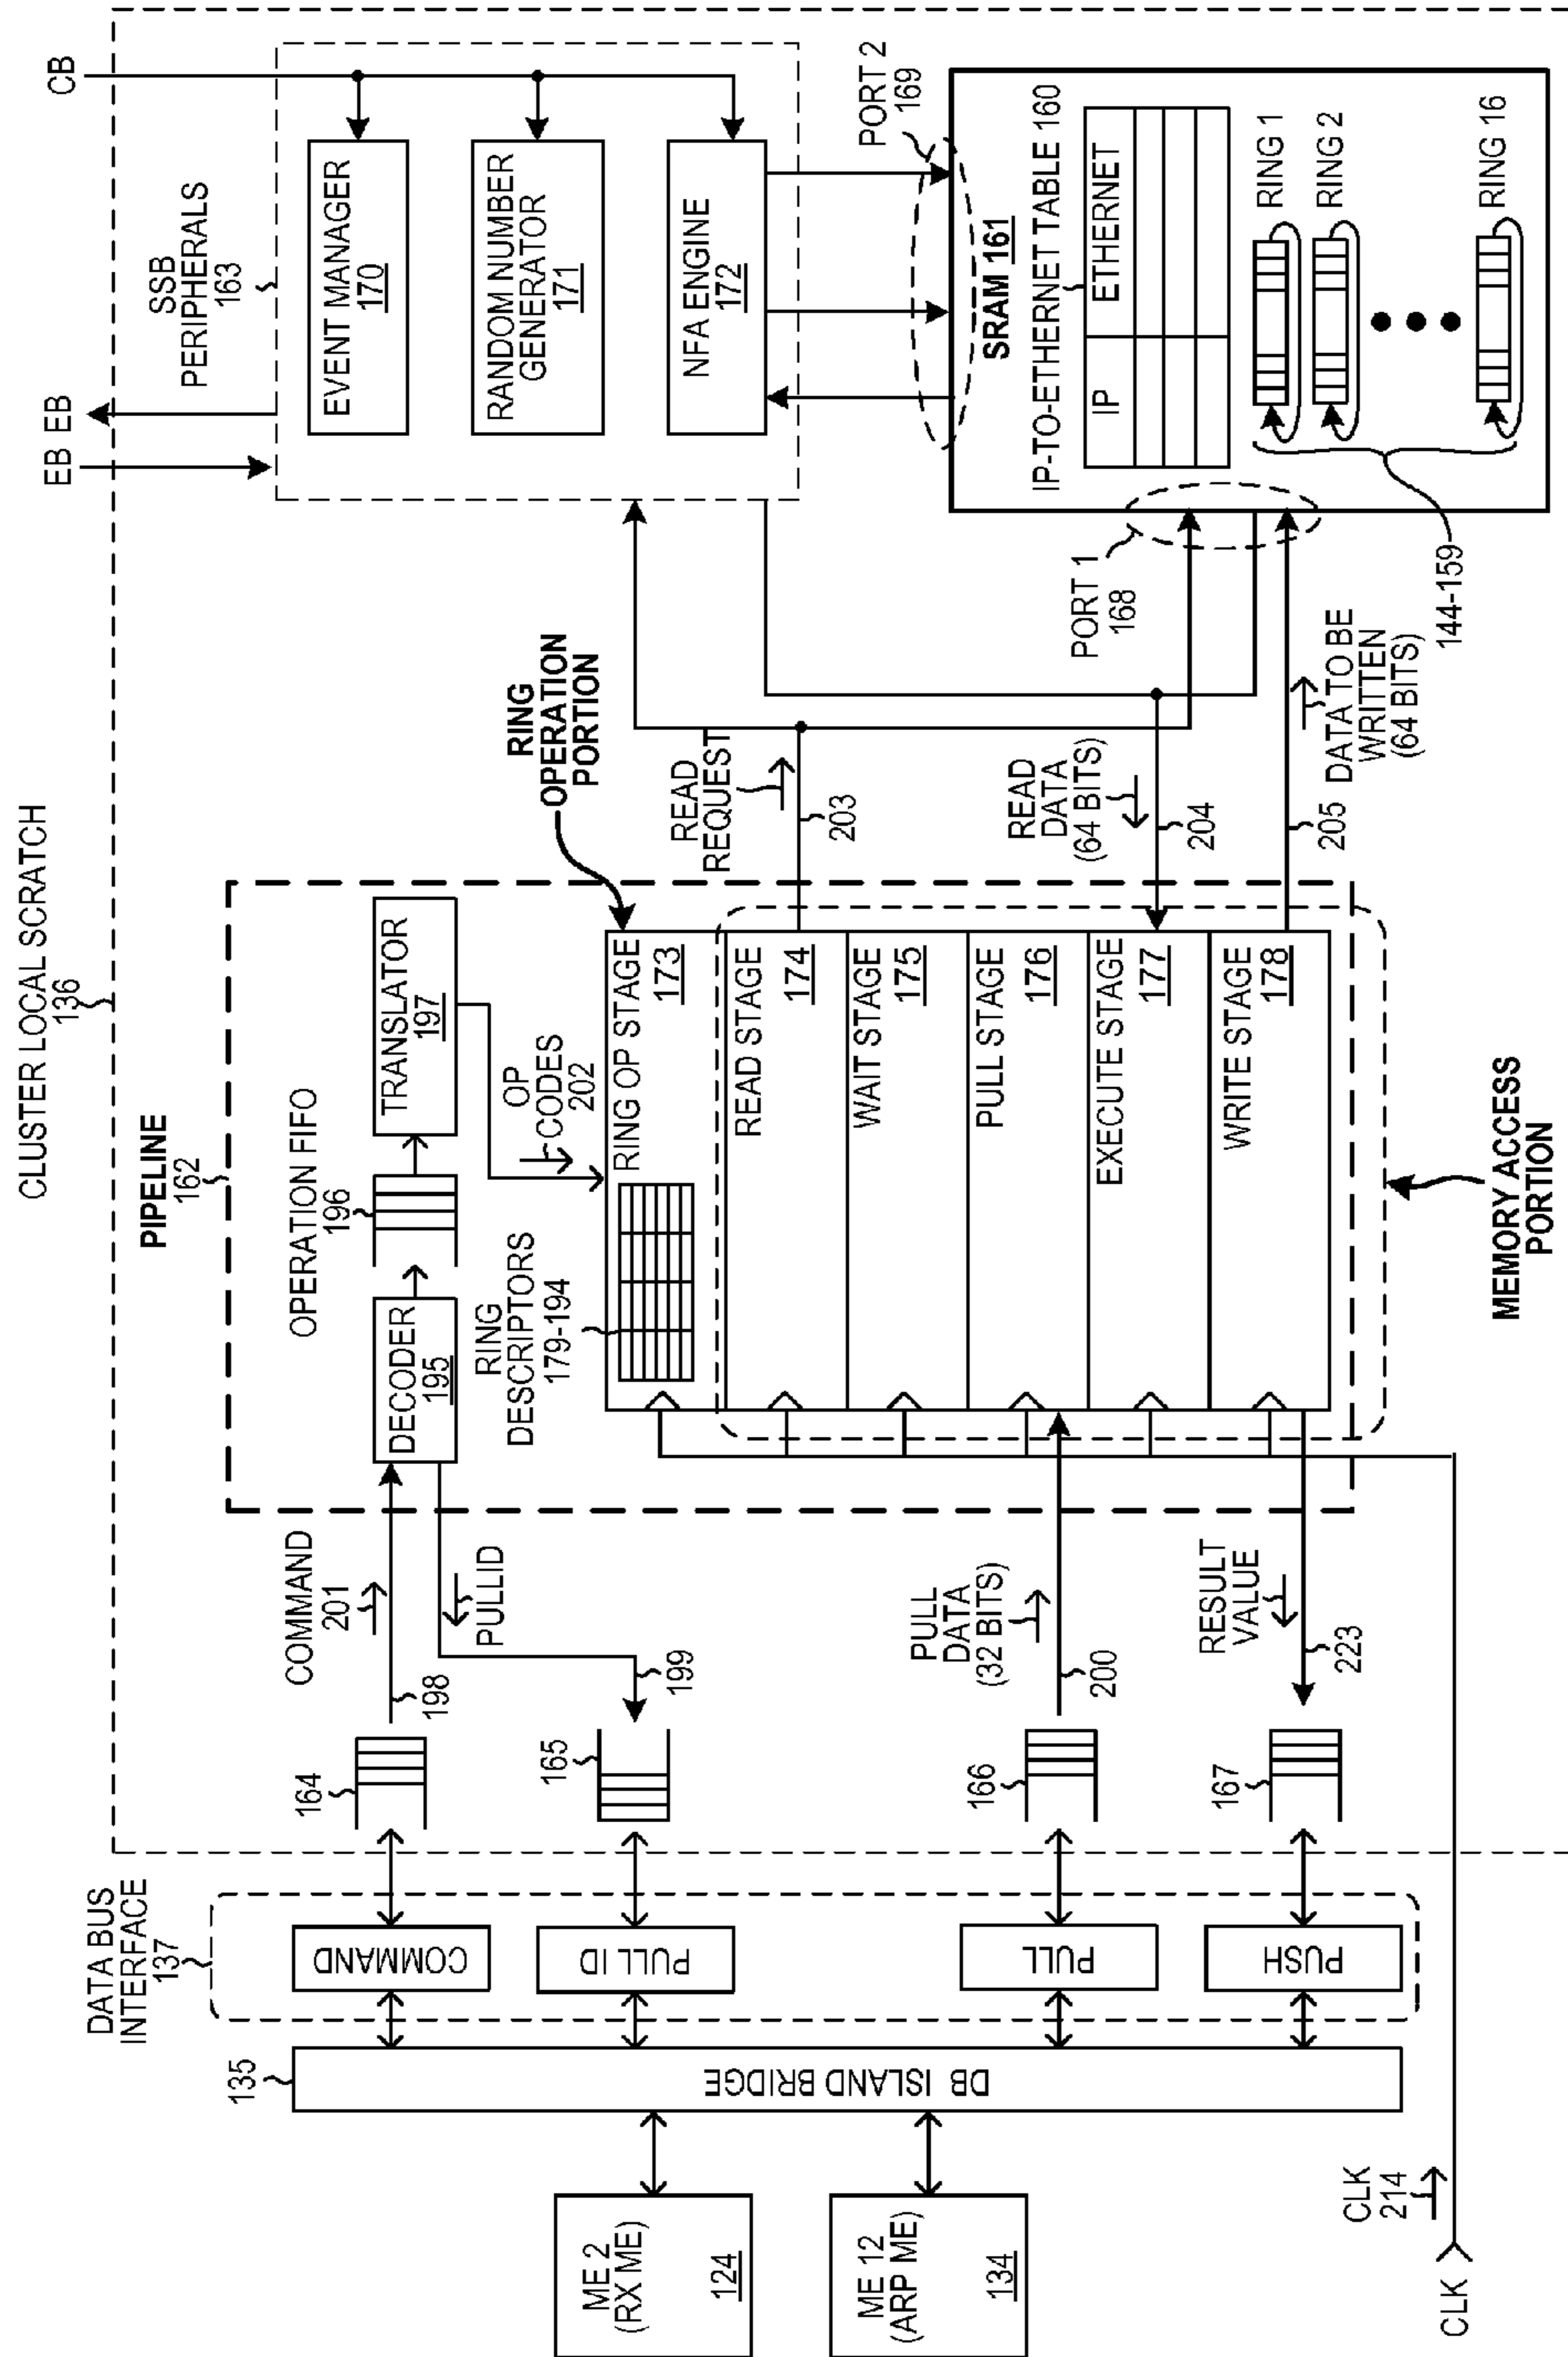 CLUSTER LOCAL SCRATCH
136
DATA BUS
INTERFACE
137
135
DB ISLAND BRIDGE
COMMAND
PULL ID
PULL
PUSH
ME 2
(RX ME)
124
ME 12
(ARP ME)
134
CLK
CLK
214
164
165
166
167
COMMAND
201
198
PULLID
199
PULL
DATA
(32 BITS)
200
RESULT
VALUE
223
PIPELINE
162
DECODER
195
OPERATION FIFO
196
TRANSLATOR
197
OP
CODES
202
RING
DESCRIPTORS
179-194
RING OP STAGE
173
READ STAGE
174
WAIT STAGE
175
PULL STAGE
176
EXECUTE STAGE
177
WRITE STAGE
178
MEMORY ACCESS
PORTION
RING
OPERATION
PORTION
READ
REQUEST
203
READ
DATA
(64 BITS)
204
205
DATA TO BE
WRITTEN
(64 BITS)
EB EB
CB
SSB
PERIPHERALS
163
EVENT MANAGER
170
RANDOM NUMBER
GENERATOR
171
NFA ENGINE
172
PORT 1
168
PORT 2
169
SRAM 161
IP-TO-ETHERNET TABLE 160
IP ETHERNET
RING 1
RING 2
RING 16
144-159